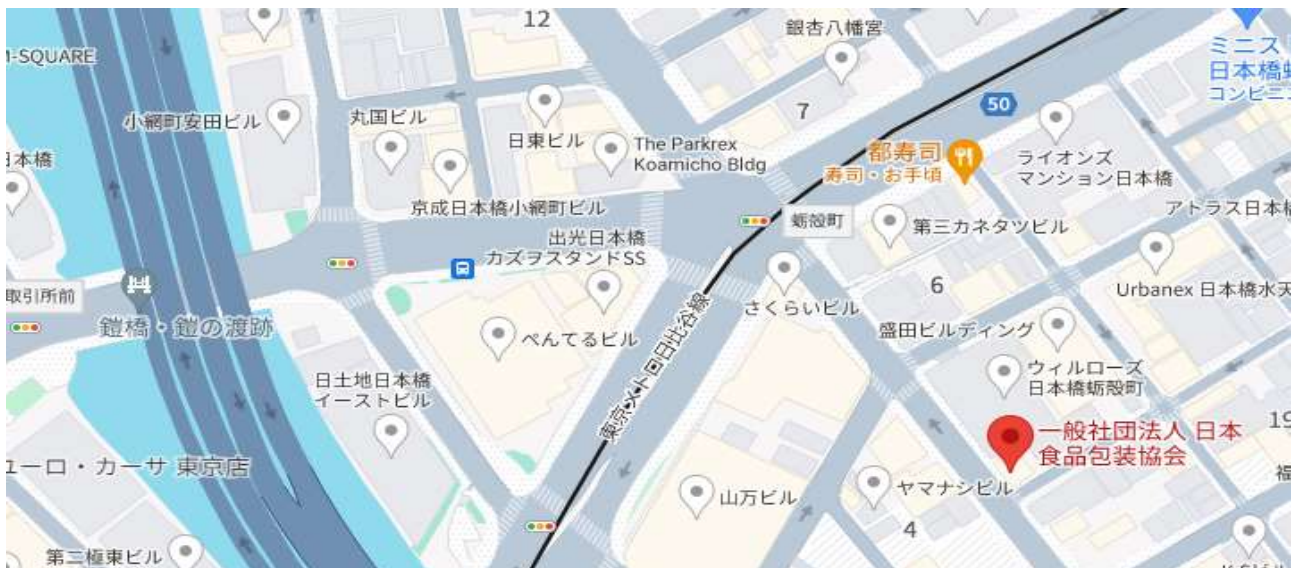 12
銀杏八幡宮
-SQUARE
ミニス
日本橋蛎
コンビニエ
50
小網町安田ビル
丸国ビル
7
日東ビル
The Parkrex
Koamicho Bldg
都寿司
寿司・お手頃
ライオンズ
マンション日本橋
日本橋
京成日本橋小網町ビル
アトラス日本橋
蛎殻町
第三カネタツビル
出光日本橋
カズヲスタンドSS
取引所前
6
Urbanex 日本橋水天
さくらいビル
鎧橋・鎧の渡跡
盛田ビルディング
ぺんてるビル
東京メトロ日比谷線
ウィルローズ
日本橋蛎殻町
日土地日本橋
イーストビル
19
一般社団法人 日本
食品包装協会
ユーロ・カーサ 東京店
福
山万ビル
ヤマナシビル
4
第二極東ビル